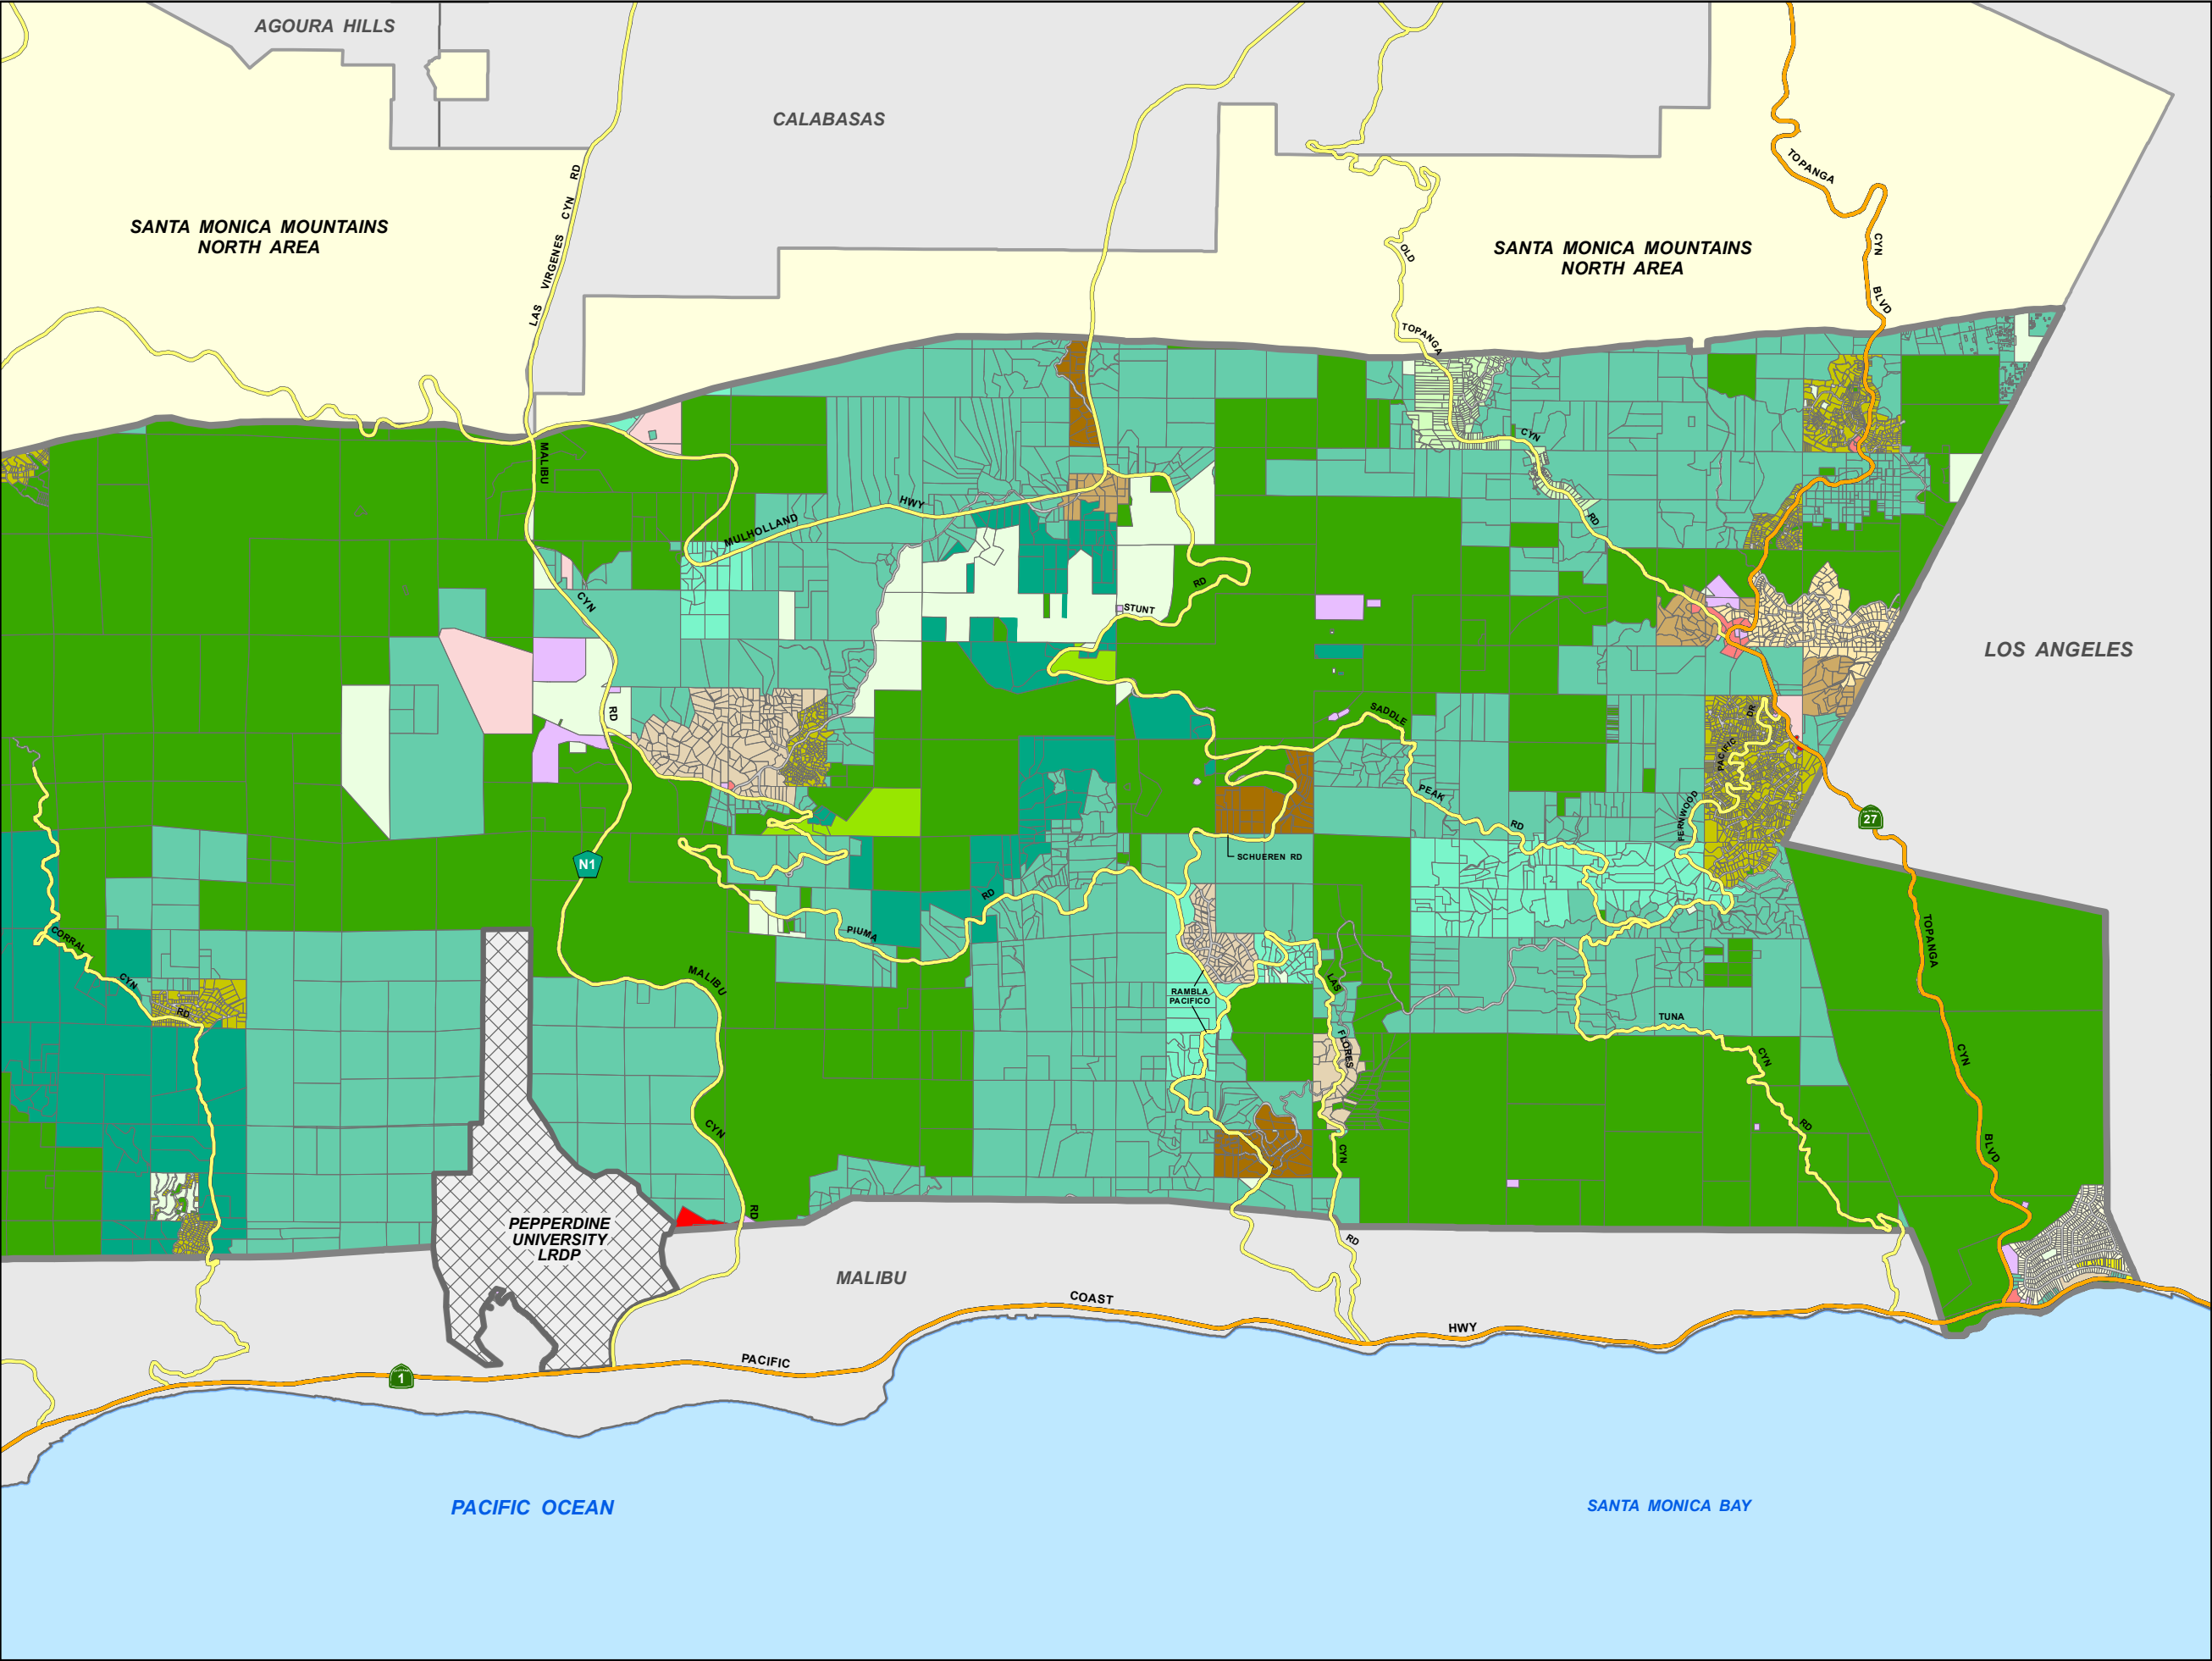 AGOURA HILLS
CALABASAS
LAS VIRGENES CYN RD
TOPANGA
CYN
BLVD
SANTA MONICA MOUNTAINS
NORTH AREA
SANTA MONICA MOUNTAINS
NORTH AREA
OLD
TOPANGA
CYN
RD
MALIBU
CYN
RD
MULHOLLAND
HWY
STUNT
RD
LOS ANGELES
SADDLE
PEAK
RD
DR
PACIFIC
FERNWOOD
27
SCHUEREN RD
N1
PIUMA
RD
CORRAL
CYN
RD
MALIBU
CYN
RD
RAMBLA
PACIFICO
LAS
FLORES
CYN
RD
TUNA
CYN
RD
TOPANGA
CYN
BLVD
PEPPERDINE
UNIVERSITY
LRDP
MALIBU
COAST
HWY
PACIFIC
1
PACIFIC OCEAN
SANTA MONICA BAY